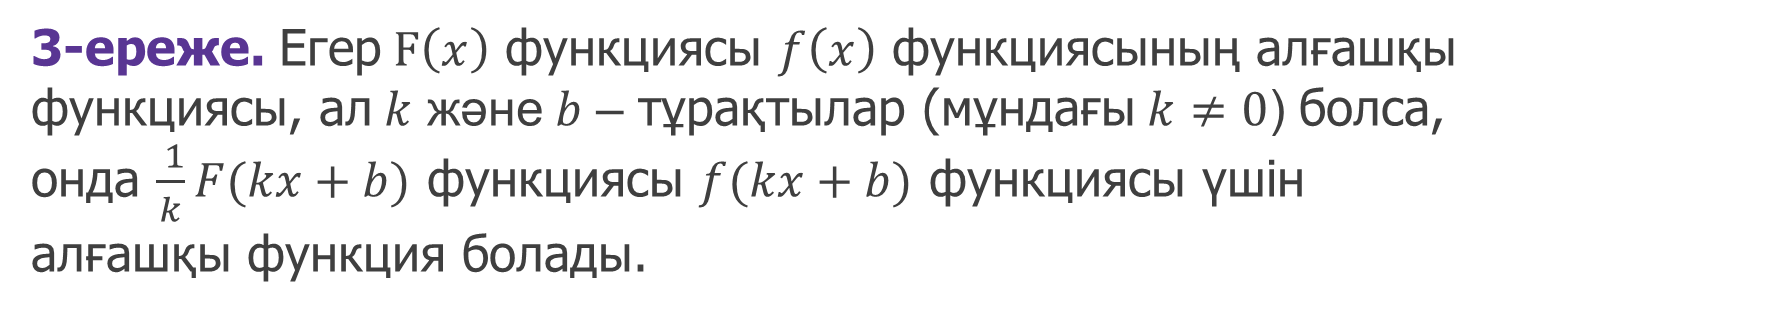 3-ереже. Егер F(x) функциясы f(x) функциясының алғашқы
функциясы, ал k және b – тұрақтылар (мұндағы k ≠ 0) болса,
онда 1/k F(kx + b) функциясы f(kx + b) функциясы үшін
алғашқы функция болады.